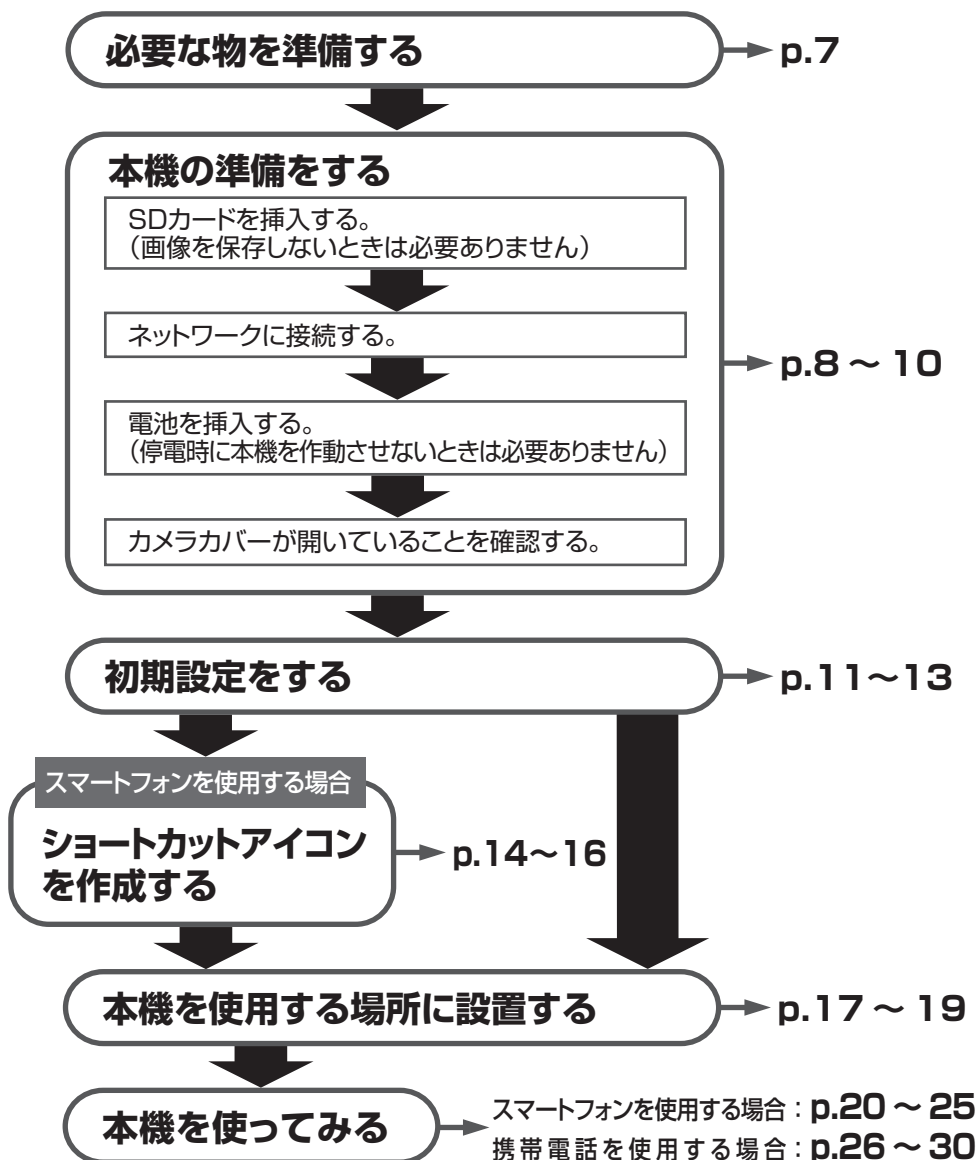 必要な物を準備する
p.7
本機の準備をする
SDカードを挿入する。
（画像を保存しないときは必要ありません）
ネットワークに接続する。
電池を挿入する。
（停電時に本機を作動させないときは必要ありません）
カメラカバーが開いていることを確認する。
p.8 〜 10
初期設定をする
p.11〜13
スマートフォンを使用する場合
ショートカットアイコン
を作成する
p.14〜16
本機を使用する場所に設置する
p.17 〜 19
本機を使ってみる
スマートフォンを使用する場合：p.20 〜 25
携帯電話を使用する場合：p.26 〜 30